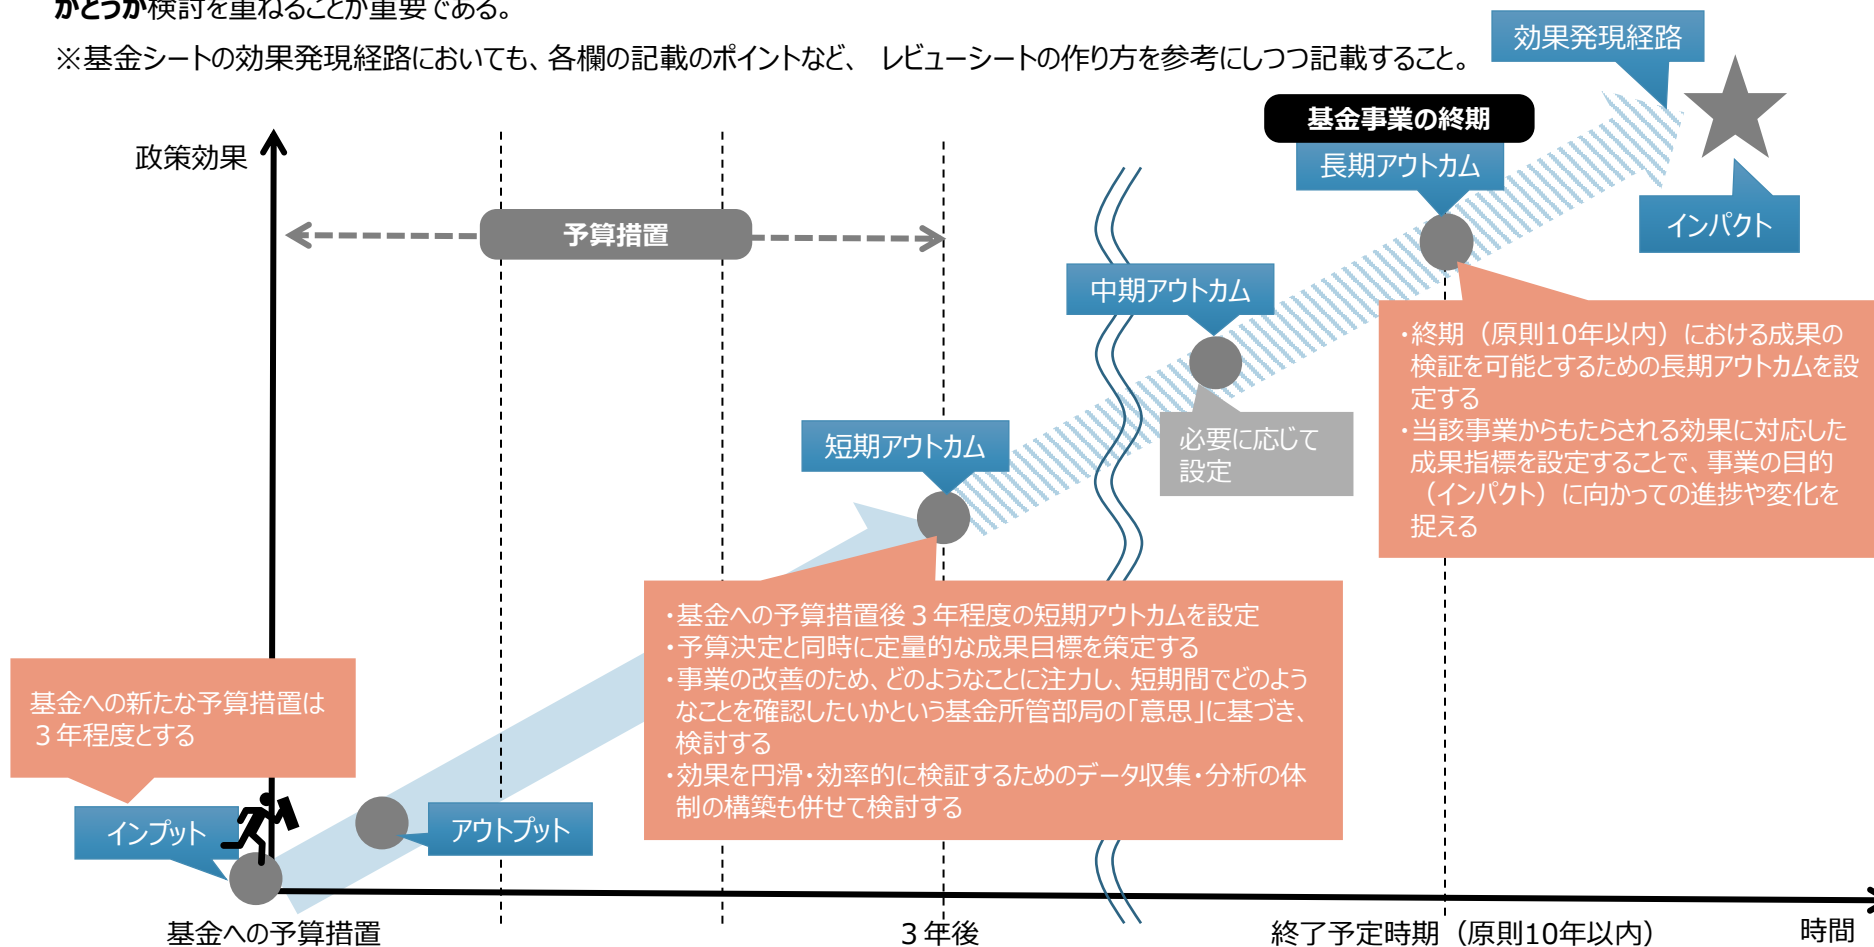 かどうか検討を重ねることが重要である。
※基金シートの効果発現経路においても、各欄の記載のポイントなど、 レビューシートの作り方を参考にしつつ記載すること。
効果発現経路
基金事業の終期
長期アウトカム
政策効果
インパクト
予算措置
中期アウトカム
・終期（原則10年以内）における成果の
検証を可能とするための長期アウトカムを設
定する
・当該事業からもたらされる効果に対応した
成果指標を設定することで、事業の目的
（インパクト）に向かっての進捗や変化を
捉える
必要に応じて
設定
短期アウトカム
・基金への予算措置後３年程度の短期アウトカムを設定
・予算決定と同時に定量的な成果目標を策定する
・事業の改善のため、どのようなことに注力し、短期間でどのよう
なことを確認したいかという基金所管部局の「意思」に基づき、
検討する
・効果を円滑・効率的に検証するためのデータ収集・分析の体
制の構築も併せて検討する
基金への新たな予算措置は
３年程度とする
インプット
アウトプット
基金への予算措置
３年後
終了予定時期（原則10年以内）
時間